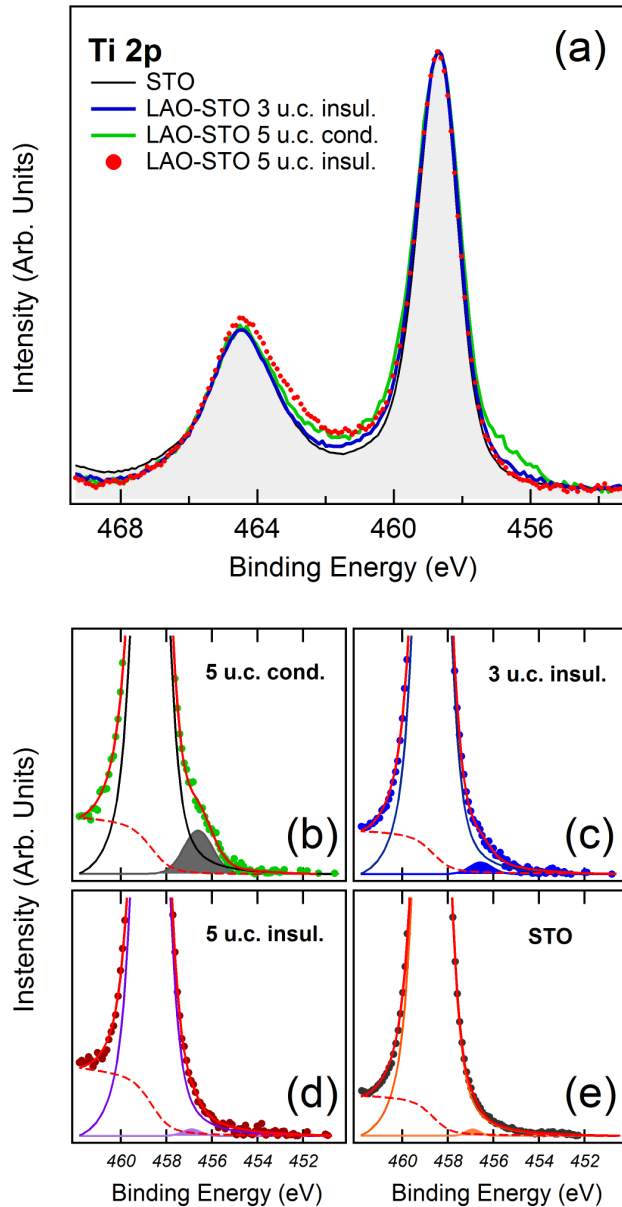 Ti 2p
(a)
STO
LAO-STO 3 u.c. insul.
LAO-STO 5 u.c. cond.
LAO-STO 5 u.c. insul.
Intensity (Arb. Units)
468 464 460 456
Binding Energy (eV)
5 u.c. cond.
(b)
3 u.c. insul.
(c)
Instensity (Arb. Units)
5 u.c. insul.
(d)
STO
(e)
460 458 456 454 452
460 458 456 454 452
Binding Energy (eV)
Binding Energy (eV)